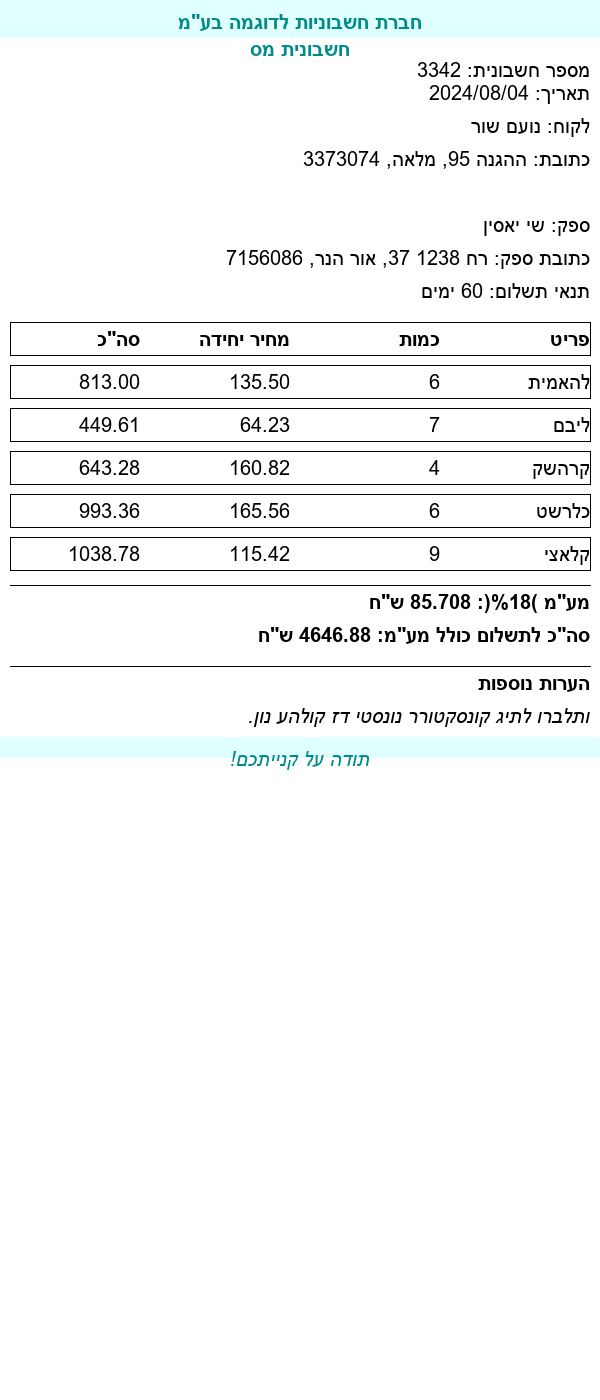 חברת חשבוניות לדוגמה בע"מ
חשבונית מס
מספר חשבונית: 3342
תאריך: 2024/08/04
לקוח: נועם שור
כתובת: ההגנה 95, מלאה, 3373074
ספק: שי יאסין
כתובת ספק: רח 1238 37, אור הנר, 7156086
תנאי תשלום: 60 ימים
פריט כמות מחיר יחידה סה"כ
להאמית 6 135.50 813.00
ליבם 7 64.23 449.61
קרהשק 4 160.82 643.28
כלרשט 6 165.56 993.36
קלאצי 9 115.42 1038.78
מע"מ )18%(: 85.708 ש"ח
סה"כ לתשלום כולל מע"מ: 4646.88 ש"ח
הערות נוספות
ותלברו לתיג קונסקטורר נונסטי דז קולהע נון.
תודה על קנייתכם!